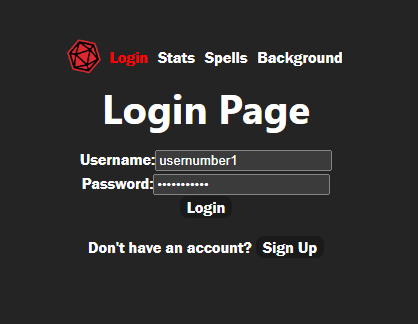 Login Stats Spells Background
Login Page
Username: usernumber1
Password: •••••••••••
Login
Don't have an account? Sign Up